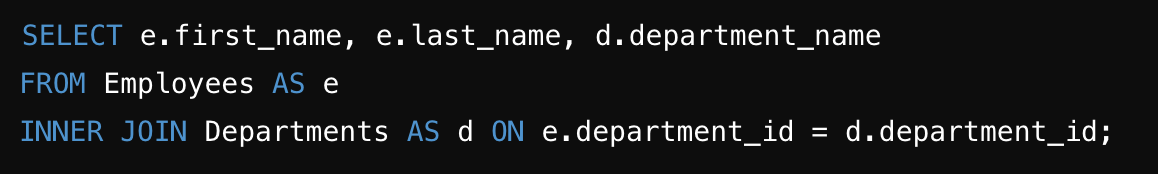 SELECT e.first_name, e.last_name, d.department_name
FROM Employees AS e
INNER JOIN Departments AS d ON e.department_id = d.department_id;